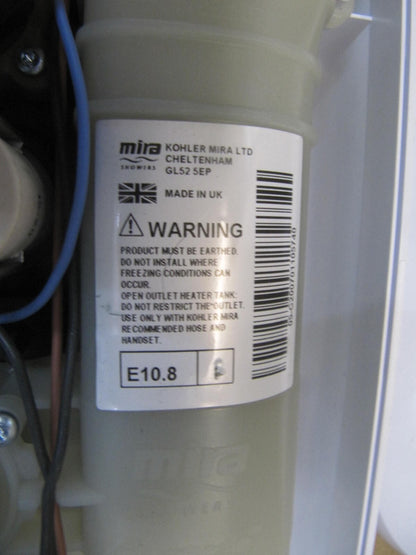 mira KOHLER MIRA LTD
SHOWERS CHELTENHAM
GL52 5EP
MADE IN UK
WARNING
PRODUCT MUST BE EARTHED.
DO NOT INSTALL WHERE
FREEZING CONDITIONS CAN
OCCUR.
OPEN OUTLET HEATER TANK:
DO NOT RESTRICT THE OUTLET.
USE ONLY WITH KOHLER MIRA
RECOMMENDED HOSE AND
HANDSET.
E10.8
mira